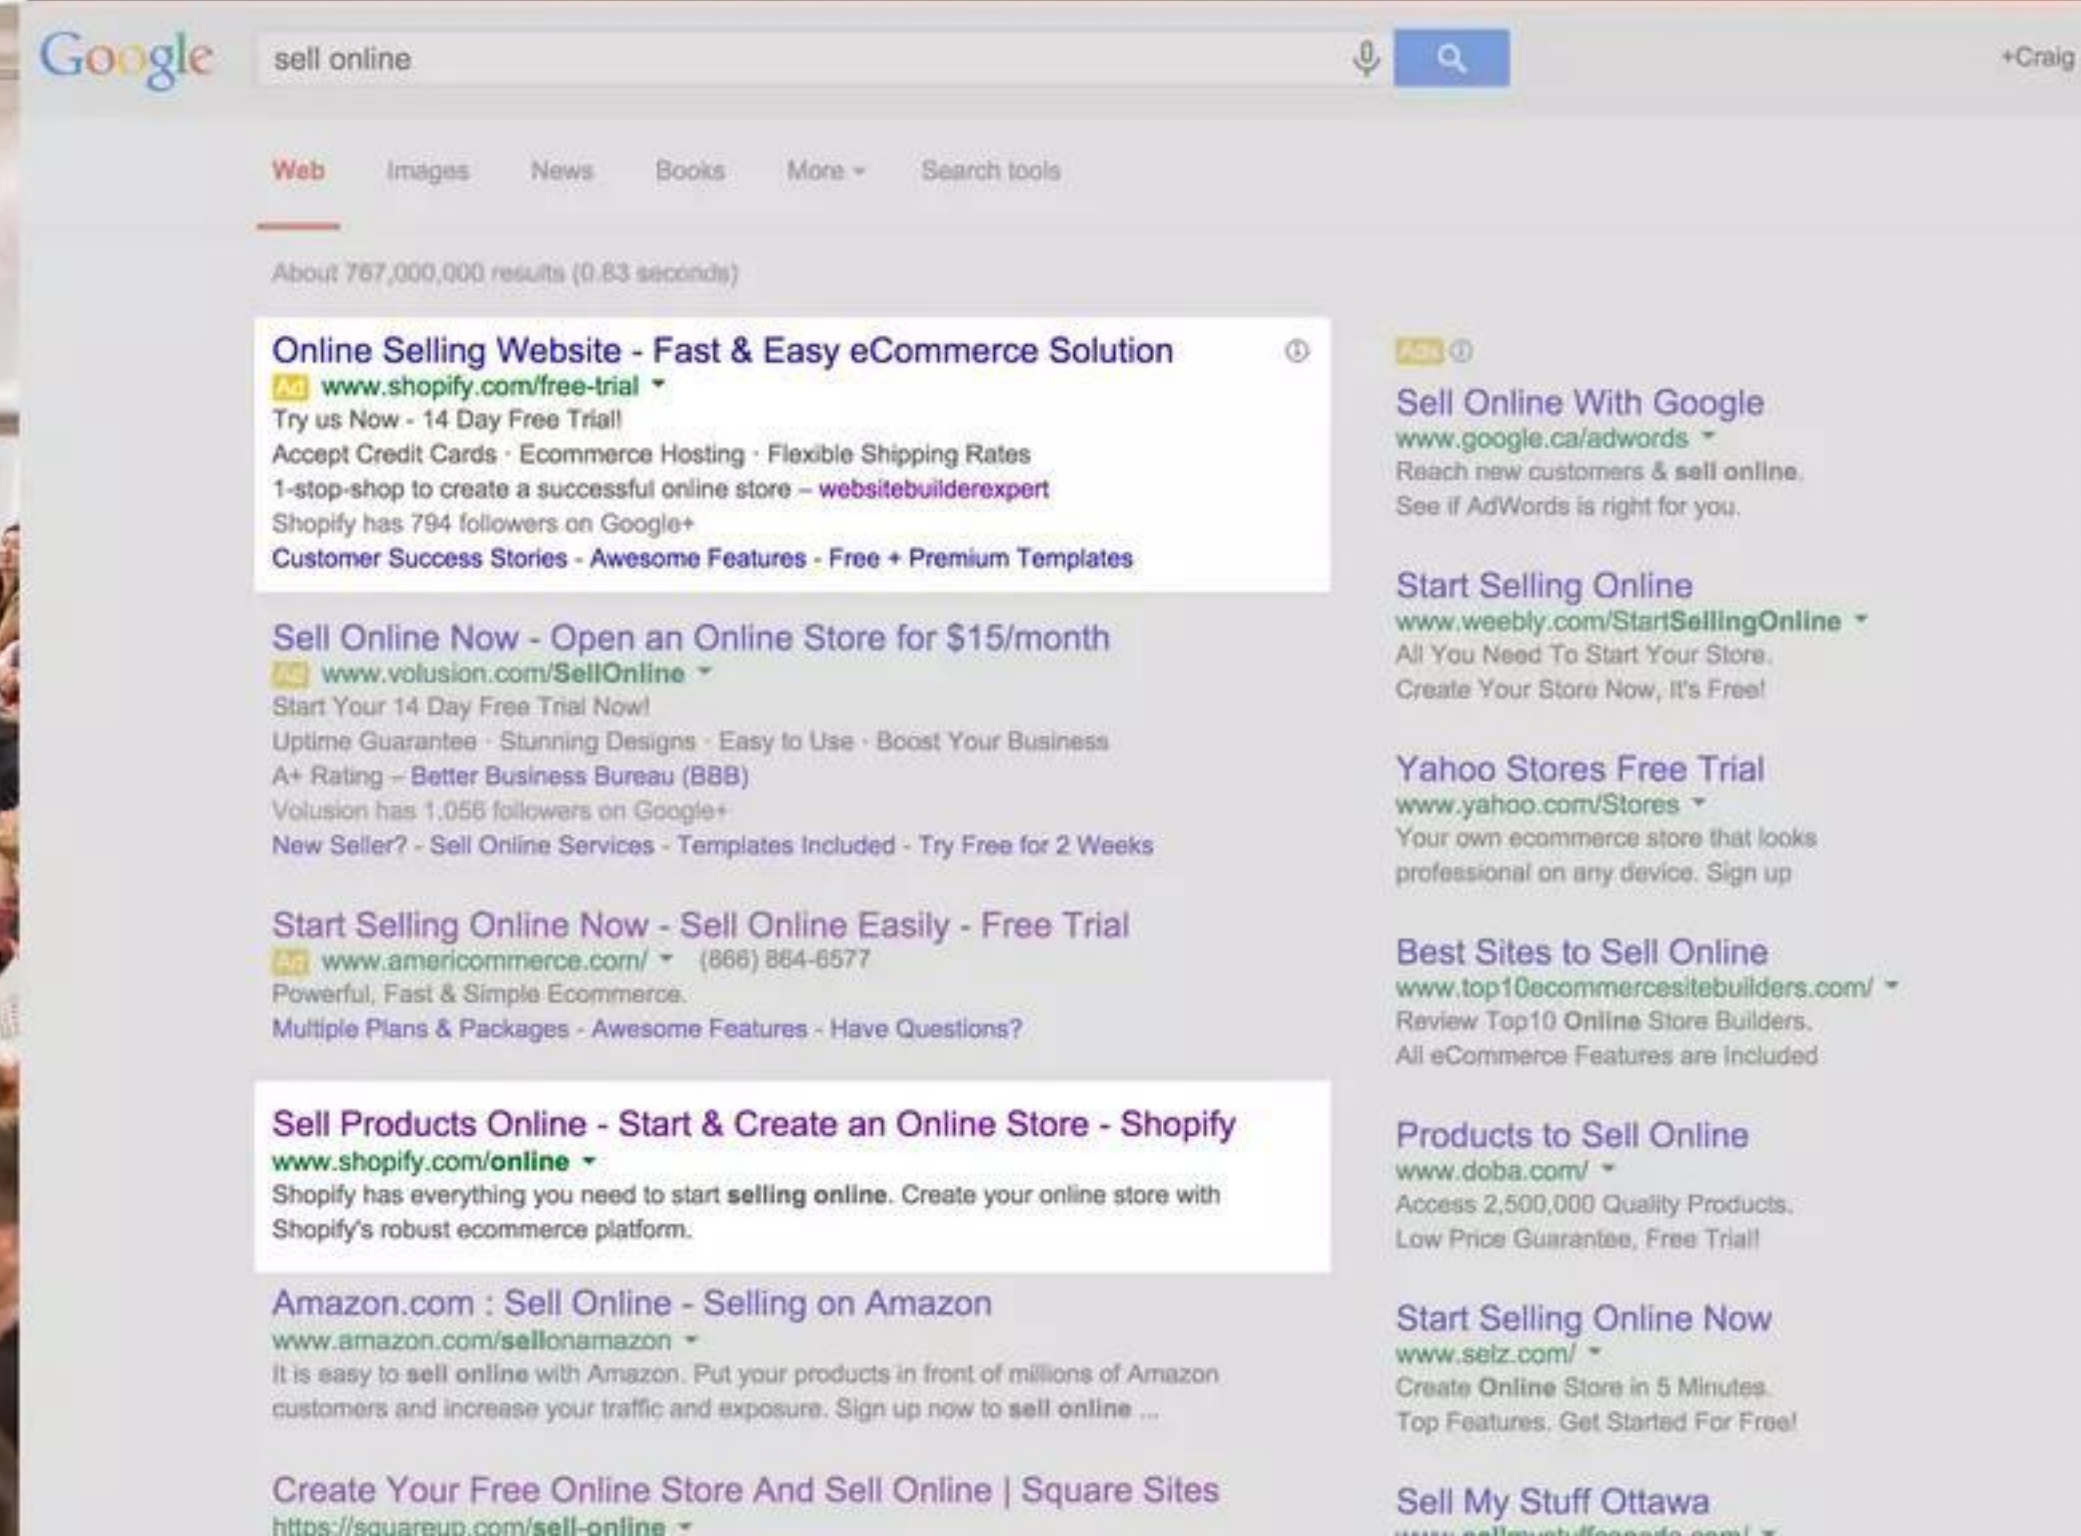 Google
sell online
+Craig
Web Images News Books More Search tools
About 767,000,000 results (0.83 seconds)
Online Selling Website - Fast & Easy eCommerce Solution
Ad www.shopify.com/free-trial
Try us Now - 14 Day Free Trial!
Accept Credit Cards · Ecommerce Hosting · Flexible Shipping Rates
1-stop-shop to create a successful online store – websitebuilderexpert
Shopify has 794 followers on Google+
Customer Success Stories - Awesome Features - Free + Premium Templates
Sell Online Now - Open an Online Store for $15/month
Ad www.volusion.com/SellOnline
Start Your 14 Day Free Trial Now!
Uptime Guarantee · Stunning Designs · Easy to Use · Boost Your Business
A+ Rating – Better Business Bureau (BBB)
Volusion has 1,056 followers on Google+
New Seller? - Sell Online Services - Templates Included - Try Free for 2 Weeks
Start Selling Online Now - Sell Online Easily - Free Trial
Ad www.americommerce.com/ (866) 864-6577
Powerful, Fast & Simple Ecommerce.
Multiple Plans & Packages - Awesome Features - Have Questions?
Sell Products Online - Start & Create an Online Store - Shopify
www.shopify.com/online
Shopify has everything you need to start selling online. Create your online store with
Shopify's robust ecommerce platform.
Amazon.com : Sell Online - Selling on Amazon
www.amazon.com/sellonamazon
It is easy to sell online with Amazon. Put your products in front of millions of Amazon
customers and increase your traffic and exposure. Sign up now to sell online ...
Create Your Free Online Store And Sell Online | Square Sites
https://squareup.com/sell-online
Ads
Sell Online With Google
www.google.ca/adwords
Reach new customers & sell online.
See if AdWords is right for you.
Start Selling Online
www.weebly.com/StartSellingOnline
All You Need To Start Your Store.
Create Your Store Now, It's Free!
Yahoo Stores Free Trial
www.yahoo.com/Stores
Your own ecommerce store that looks
professional on any device. Sign up
Best Sites to Sell Online
www.top10ecommercesitebuilders.com/
Review Top10 Online Store Builders.
All eCommerce Features are Included
Products to Sell Online
www.doba.com/
Access 2,500,000 Quality Products.
Low Price Guarantee, Free Trial!
Start Selling Online Now
www.selz.com/
Create Online Store in 5 Minutes.
Top Features. Get Started For Free!
Sell My Stuff Ottawa